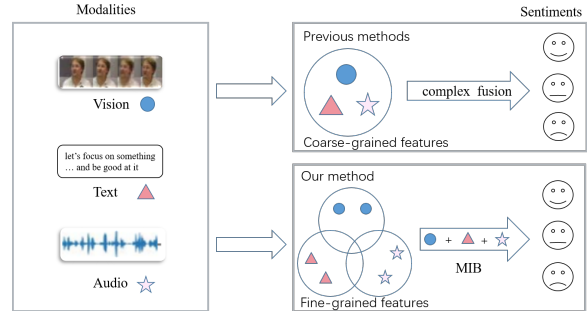 Modalities
Vision
let's focus on something
… and be good at it
Text
Audio
Previous methods
Coarse-grained features
complex fusion
Our method
Fine-grained features
+ +
MIB
Sentiments